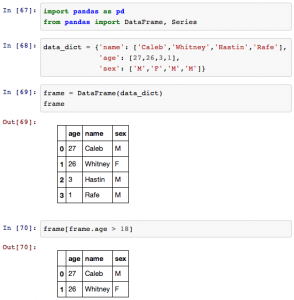 In [67]: import pandas as pd
from pandas import DataFrame, Series
In [68]: data_dict = {'name': ['Caleb','Whitney','Hastin','Rafe'],
'age': [27,26,3,1],
'sex': ['M','F','M','M']}
In [69]: frame = DataFrame(data_dict)
frame
Out[69]:
age name sex
0 27 Caleb M
1 26 Whitney F
2 3 Hastin M
3 1 Rafe M
In [70]: frame[frame.age > 18]
Out[70]:
age name sex
0 27 Caleb M
1 26 Whitney F